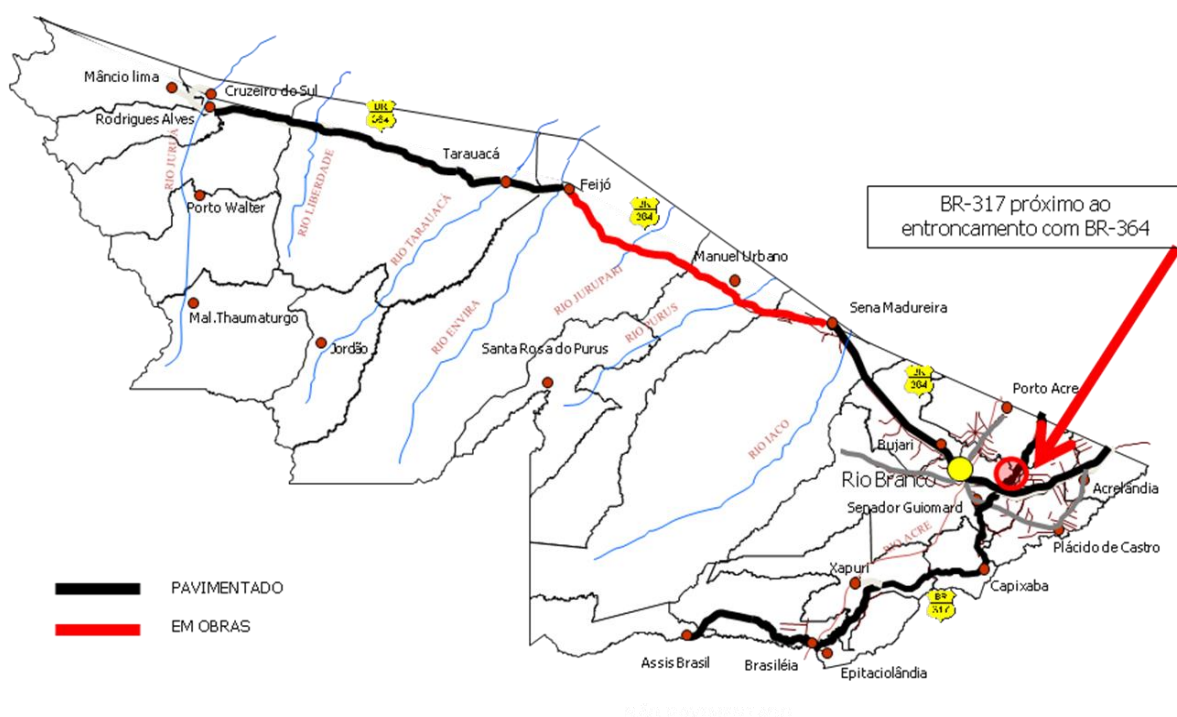 Mâncio lima
Cruzeiro do Sul
Rodrigues Alves
BR
364
RIO JURUÁ
RIO LIBERDADE
Tarauacá
Feijó
Porto Walter
RIO TARAUACÁ
BR
364
BR-317 próximo ao
entroncamento com BR-364
Manuel Urbano
RIO ENVIRA
RIO JURUPARI
RIO PURUS
Mal.Thaumaturgo
Jordão
Sena Madureira
Santa Rosa do Purus
BR
364
Porto Acre
RIO IACO
Bujari
Rio Branco
Acrelândia
Senador Guiomard
RIO ACRE
Plácido de Castro
Xapuri
Capixaba
BR
317
PAVIMENTADO
EM OBRAS
Assis Brasil
Brasiléia
Epitaciolândia